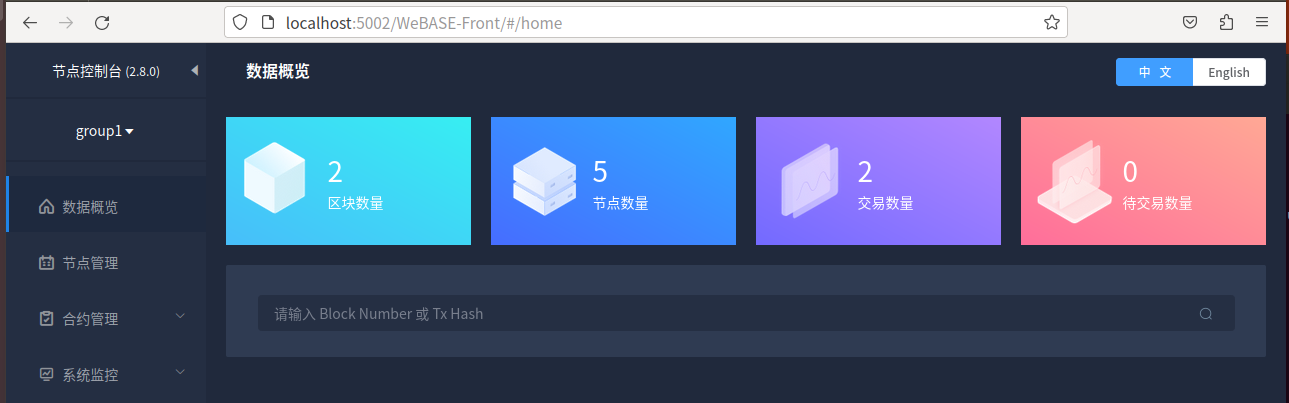 localhost:5002/WeBASE-Front/#/home
节点控制台 (2.8.0)
数据概览
中 文
English
group1
2
区块数量
5
节点数量
2
交易数量
0
待交易数量
数据概览
节点管理
合约管理
系统监控
请输入 Block Number 或 Tx Hash